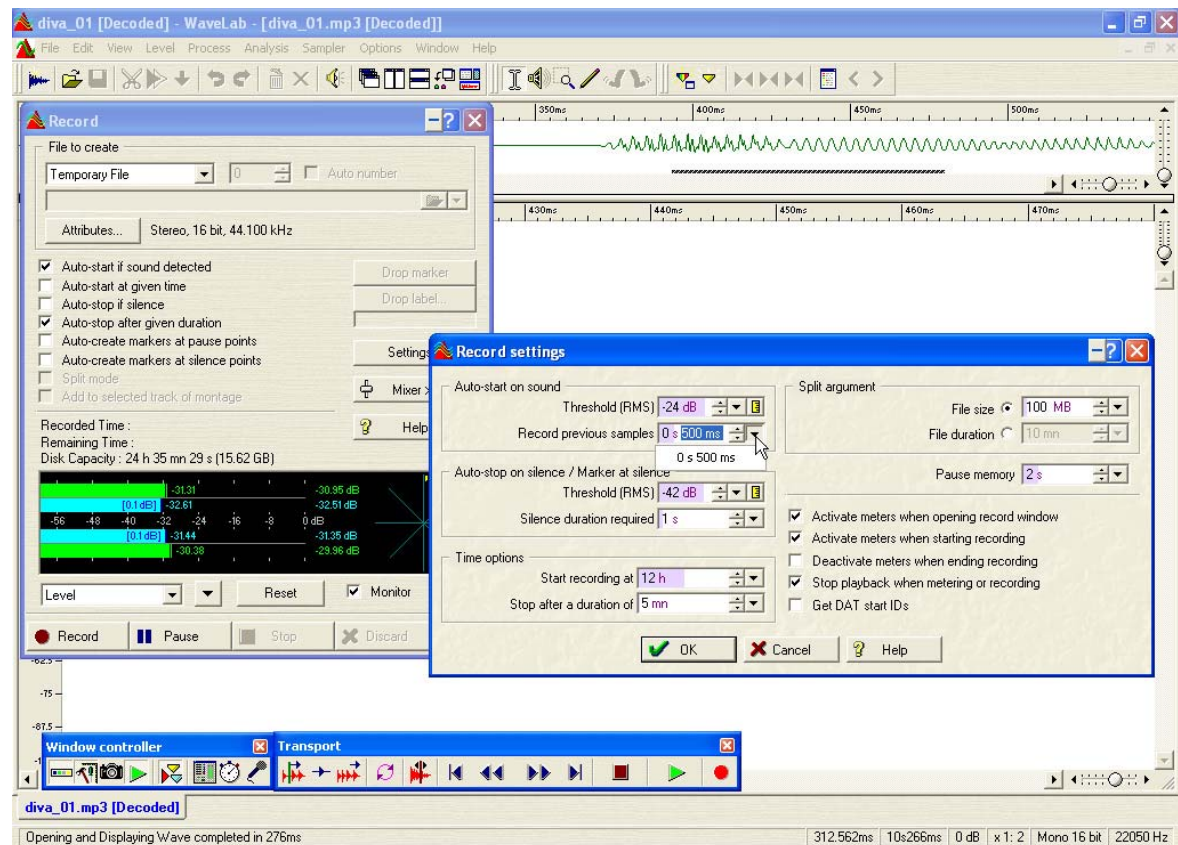 diva_01 [Decoded] - WaveLab - [diva_01.mp3 [Decoded]]
File Edit View Level Process Analysis Sampler Options Window Help
350ms 400ms 450ms 500ms
430ms 440ms 450ms 460ms 470ms
Record
File to create
Temporary File 0 Auto number
Attributes... Stereo, 16 bit, 44.100 kHz
Auto-start if sound detected
Auto-start at given time
Auto-stop if silence
Auto-stop after given duration
Auto-create markers at pause points
Auto-create markers at silence points
Split mode
Add to selected track of montage
Drop marker
Drop label...
Settings
Mixer >
Help
Recorded Time :
Remaining Time :
Disk Capacity : 24 h 35 mn 29 s (15.62 GB)
-31.31 -30.95 dB
[0.1 dB] -32.61 -32.51 dB
-56 -48 -40 -32 -24 -16 -8 0 dB
[0.1 dB] -31.44 -31.35 dB
-30.38 -29.96 dB
Level Reset Monitor
Record Pause Stop Discard
Record settings
Auto-start on sound
Threshold (RMS) -24 dB
Record previous samples 0 s 500 ms
0 s 500 ms
Auto-stop on silence / Marker at silence
Threshold (RMS) -42 dB
Silence duration required 1 s
Time options
Start recording at 12 h
Stop after a duration of 5 mn
Split argument
File size 100 MB
File duration 10 mn
Pause memory 2 s
Activate meters when opening record window
Activate meters when starting recording
Deactivate meters when ending recording
Stop playback when metering or recording
Get DAT start IDs
OK Cancel Help
-62.5
-75
-87.5
Window controller
Transport
diva_01.mp3 [Decoded]
Opening and Displaying Wave completed in 276ms
312.562ms 10s266ms 0 dB x 1: 2 Mono 16 bit 22050 Hz